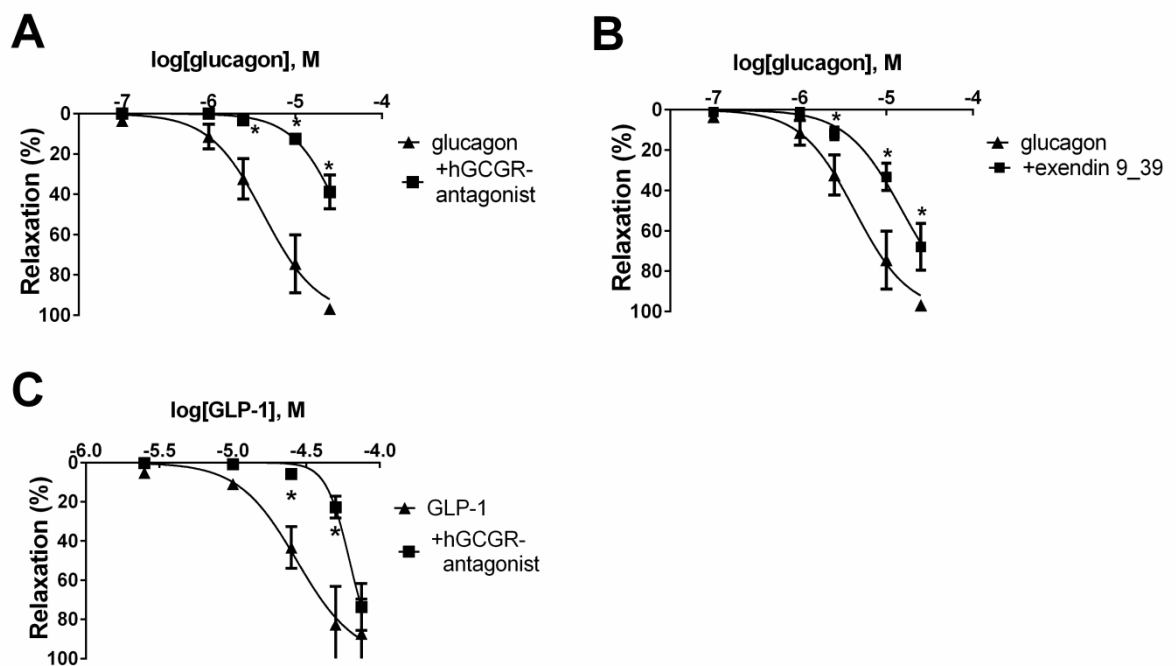 A
log[glucagon], M
-7 -6 -5 -4
0
20
40
60
80
100
Relaxation (%)
glucagon
+hGCGR-
antagonist
*
*
*
B
log[glucagon], M
-7 -6 -5 -4
0
20
40
60
80
100
Relaxation (%)
glucagon
+exendin 9_39
*
*
*
C
log[GLP-1], M
-6.0 -5.5 -5.0 -4.5 -4.0
0
20
40
60
80
100
Relaxation (%)
GLP-1
+hGCGR-
antagonist
*
*